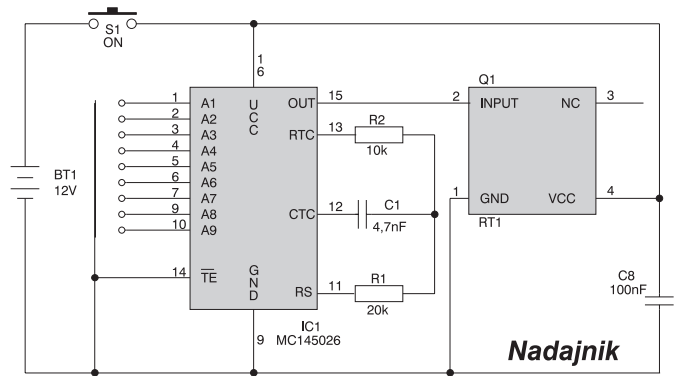 S1
ON
BT1
12V
1
6
1
2
3
4
5
6
7
9
10
14
A1
A2
A3
A4
A5
A6
A7
A8
A9
TE
UCC
GND
OUT
RTC
CTC
RS
15
13
12
11
9
IC1
MC145026
R2
10k
C1
4,7nF
R1
20k
Q1
2
INPUT
NC
3
1
GND
VCC
4
RT1
C8
100nF
Nadajnik